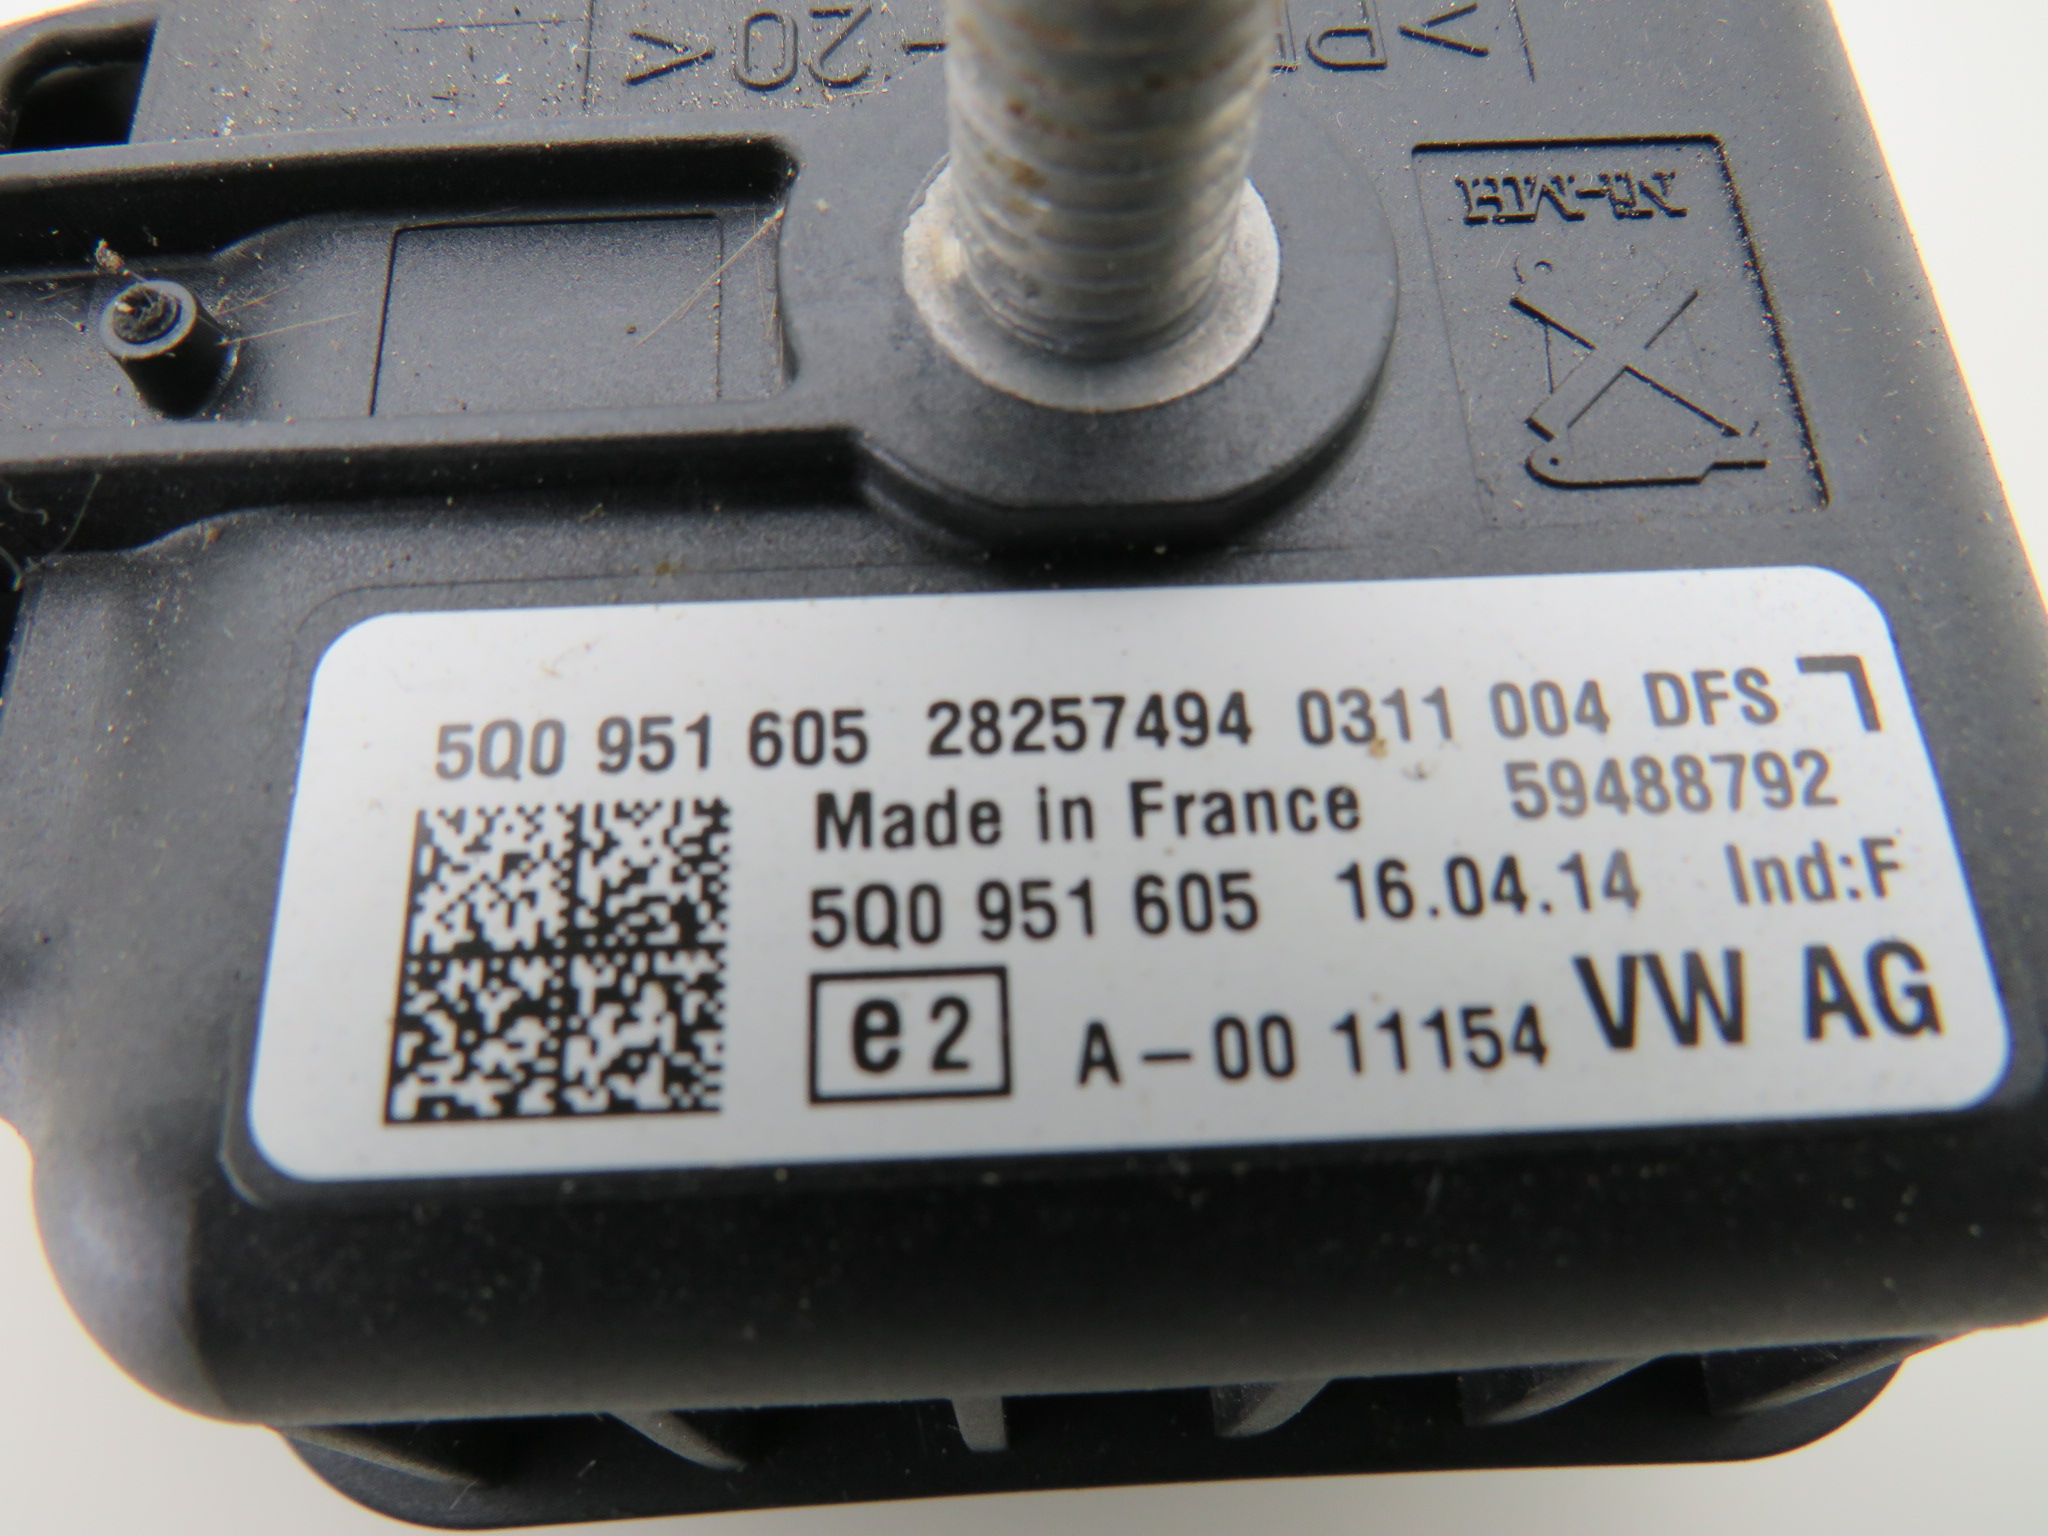 5Q0 951 605 28257494 0311 004 DFS
Made in France 59488792
5Q0 951 605 16.04.14 Ind:F
e2 A-00 11154 VW AG